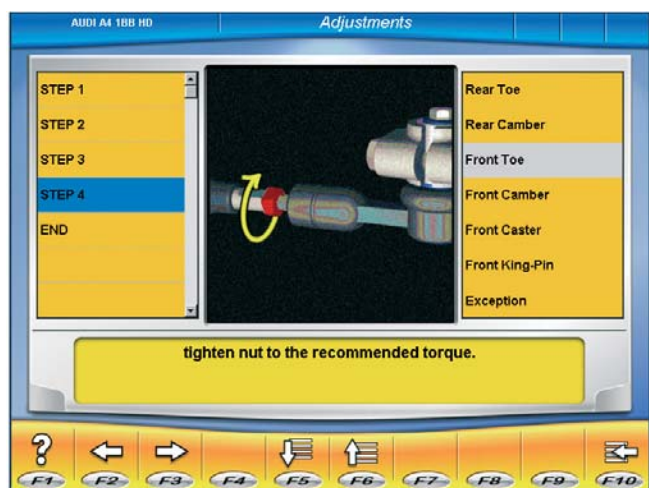 AUDI A4 1BB HD
Adjustments
STEP 1
STEP 2
STEP 3
STEP 4
END
Rear Toe
Rear Camber
Front Toe
Front Camber
Front Caster
Front King-Pin
Exception
tighten nut to the recommended torque.
?
F1 F2 F3 F4 F5 F6 F7 F8 F9 F10